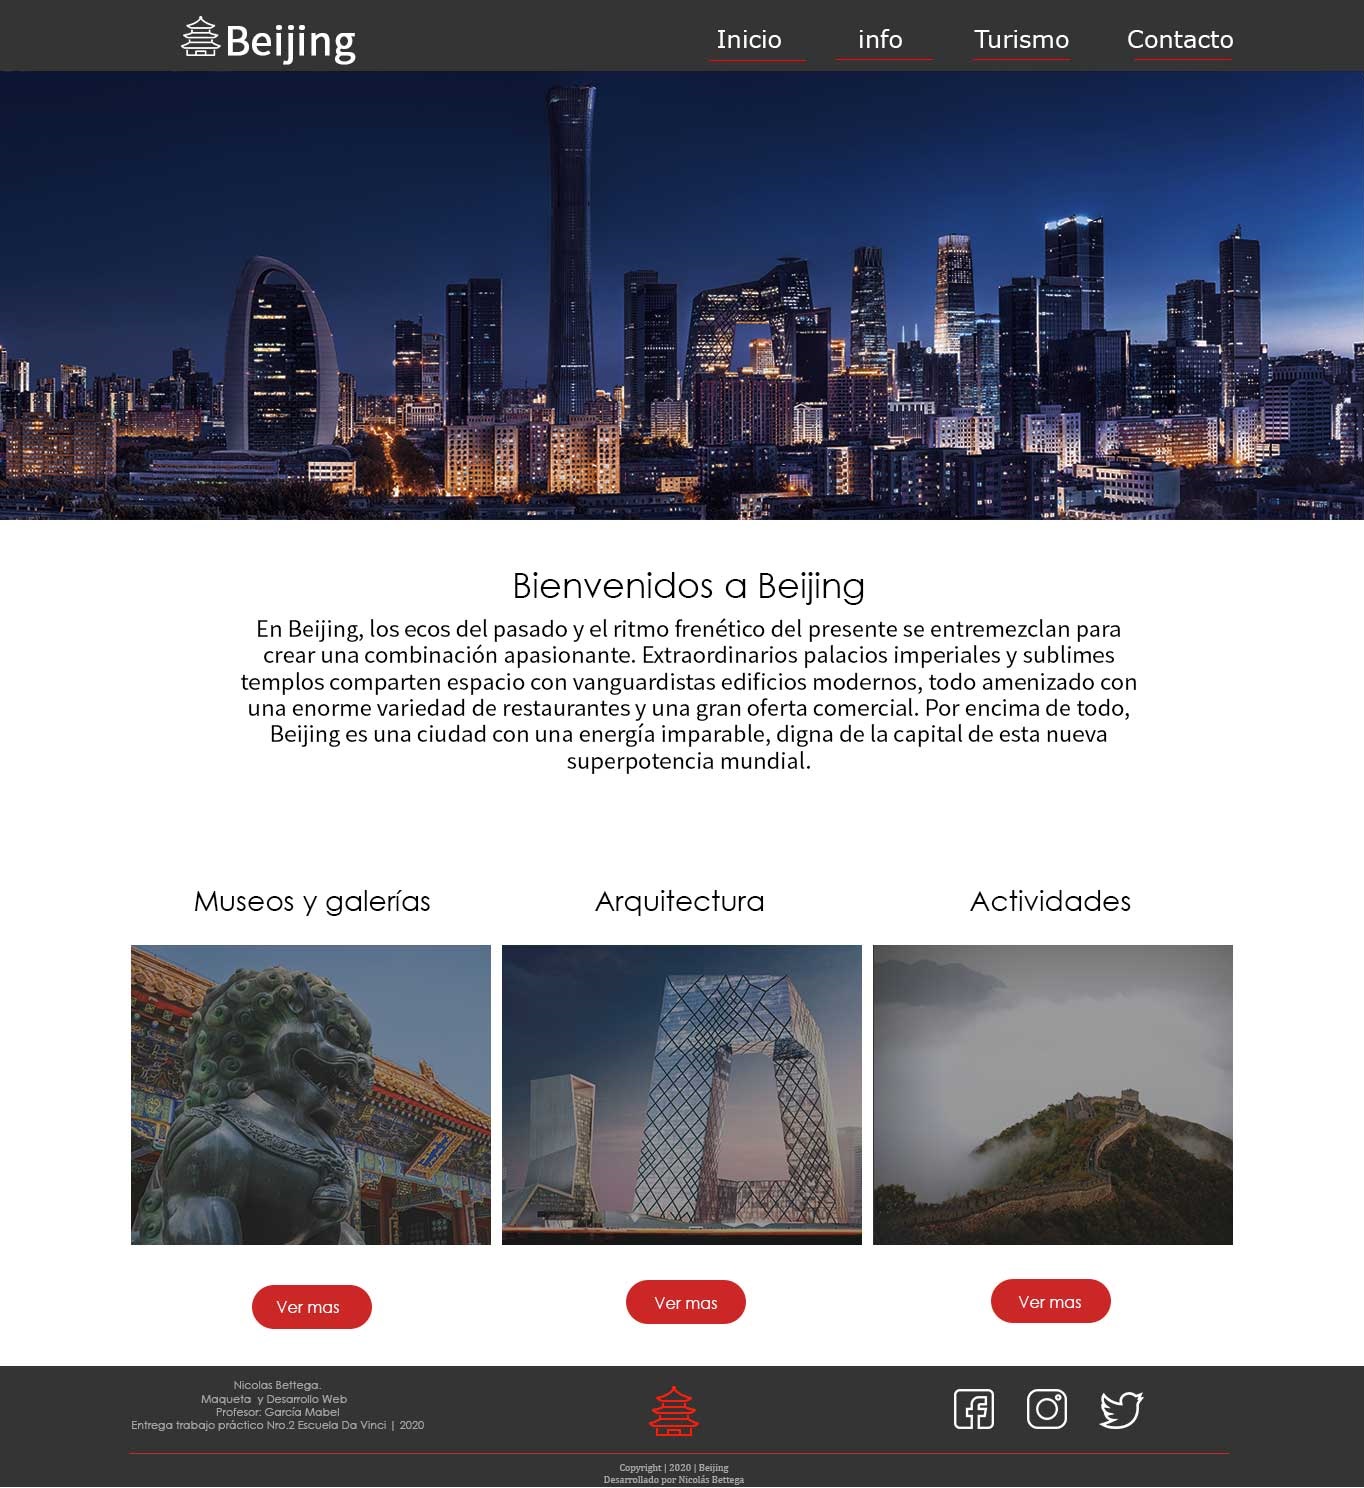 Beijing
Inicio
info
Turismo
Contacto
Bienvenidos a Beijing
En Beijing, los ecos del pasado y el ritmo frenético del presente se entremezclan para
crear una combinación apasionante. Extraordinarios palacios imperiales y sublimes
templos comparten espacio con vanguardistas edificios modernos, todo amenizado con
una enorme variedad de restaurantes y una gran oferta comercial. Por encima de todo,
Beijing es una ciudad con una energía imparable, digna de la capital de esta nueva
superpotencia mundial.
Museos y galerías
Arquitectura
Actividades
Ver mas
Ver mas
Ver mas
Nicolas Bettega.
Maqueta y Desarrollo Web
Profesor: García Mabel
Entrega trabajo práctico Nro.2 Escuela Da Vinci | 2020
Copyright | 2020 | Beijing
Desarrollado por Nicolás Bettega